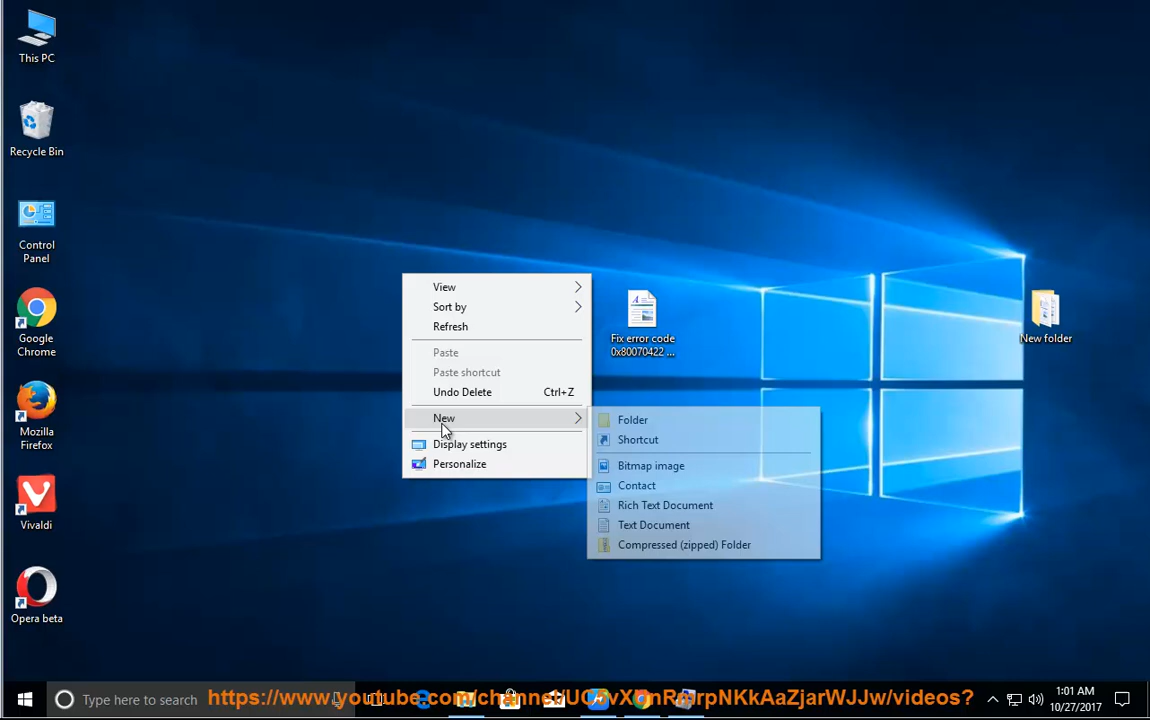 This PC
Recycle Bin
Control
Panel
Google
Chrome
Mozilla
Firefox
Vivaldi
Opera beta
View
Sort by
Refresh
Paste
Paste shortcut
Undo Delete Ctrl+Z
New
Display settings
Personalize
Folder
Shortcut
Bitmap image
Contact
Rich Text Document
Text Document
Compressed (zipped) Folder
Fix error code
0x80070422 ...
New folder
Type here to search
1:01 AM
10/27/2017